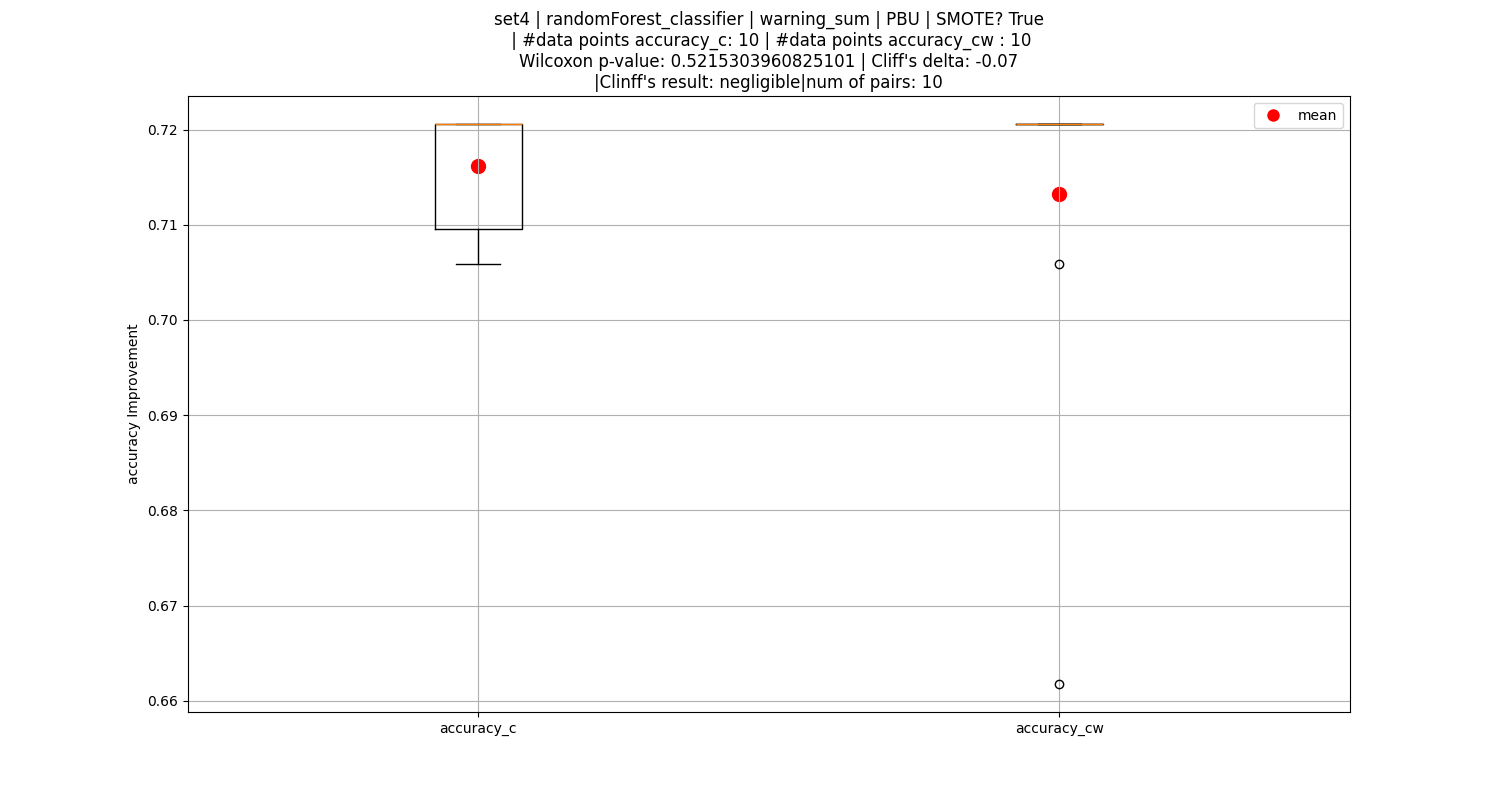 set4 | randomForest_classifier | warning_sum | PBU | SMOTE? True
| #data points accuracy_c: 10 | #data points accuracy_cw : 10
Wilcoxon p-value: 0.5215303960825101 | Cliff's delta: -0.07
|Clinff's result: negligible|num of pairs: 10
mean
accuracy Improvement
0.72
0.71
0.70
0.69
0.68
0.67
0.66
accuracy_c
accuracy_cw